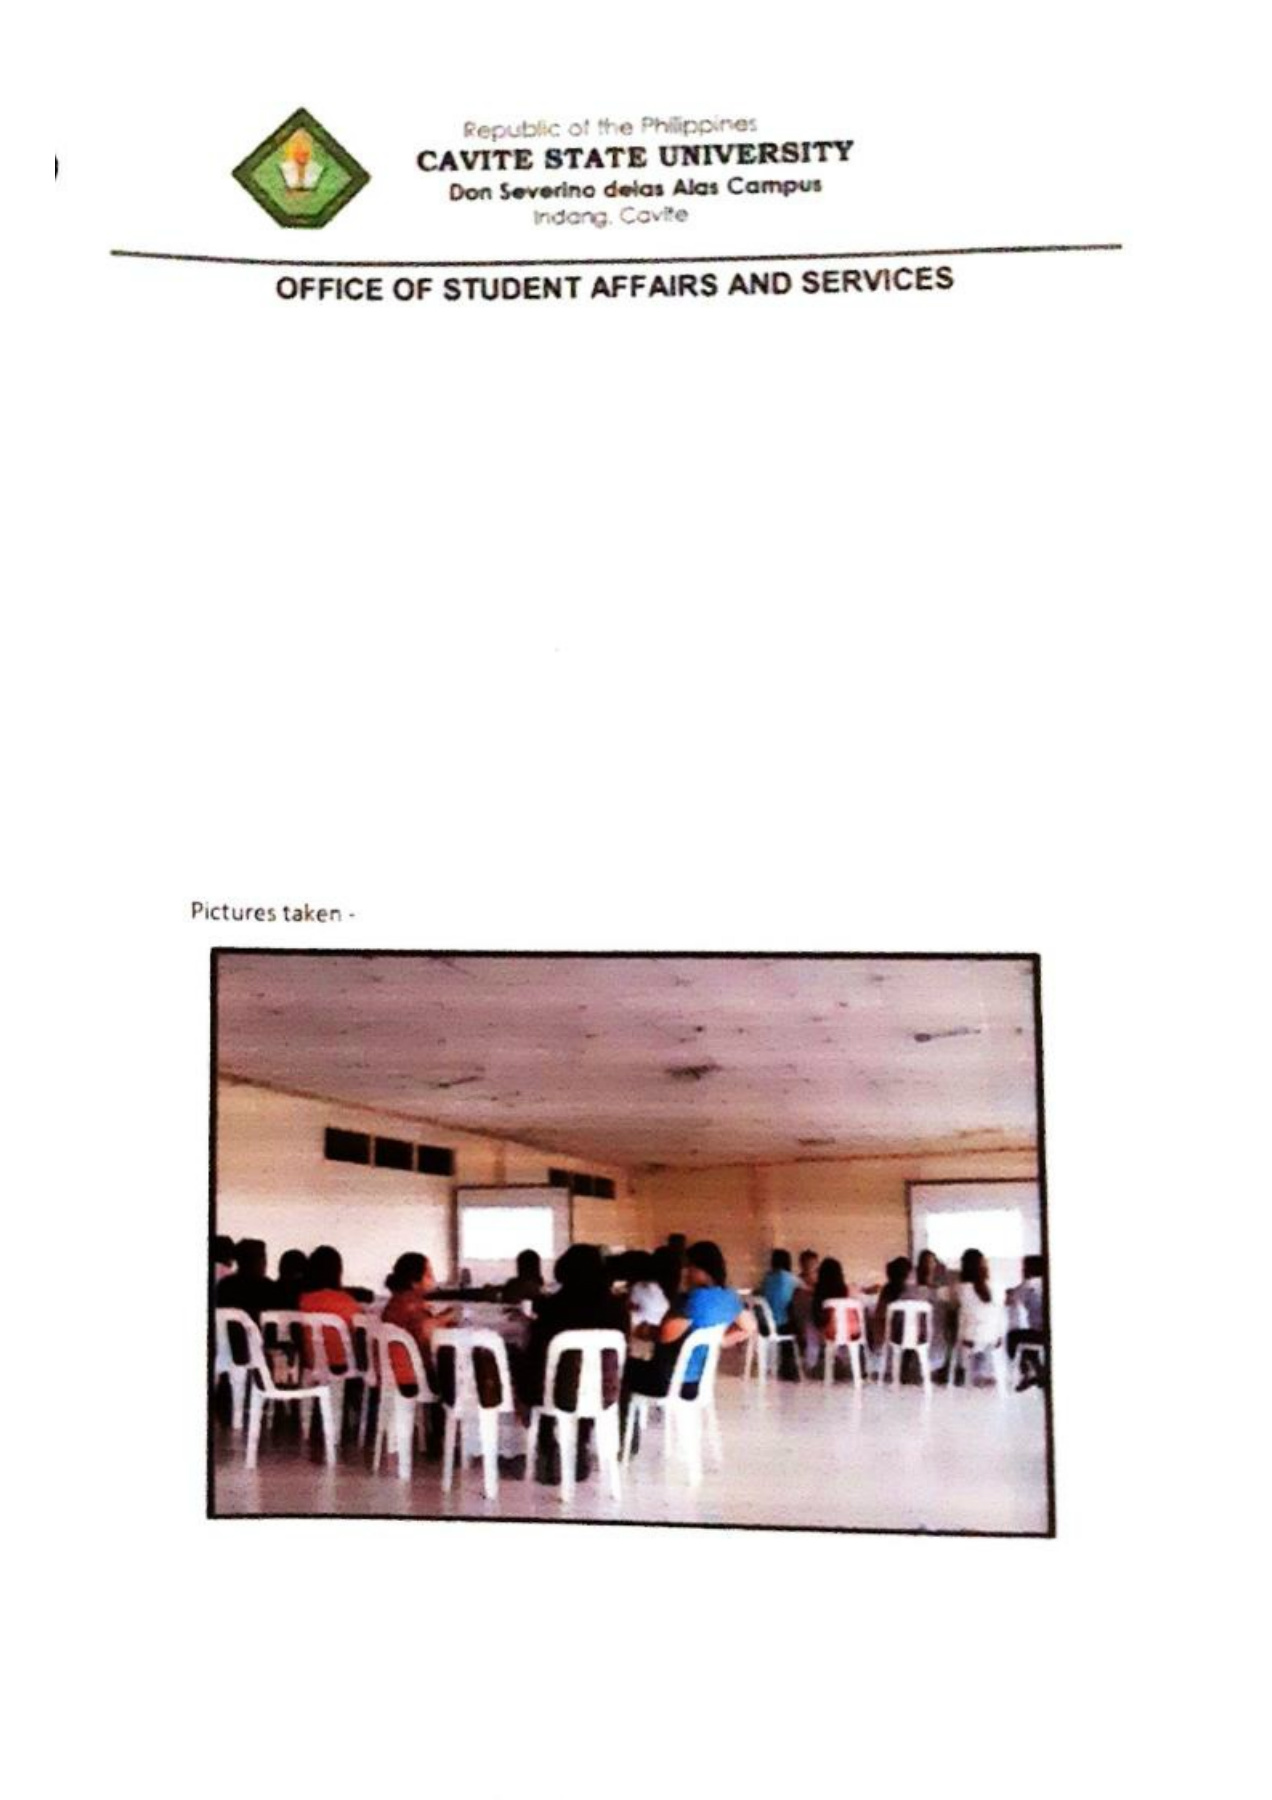 Republic of the Philippines
CAVITE STATE UNIVERSITY
Don Severino delas Alas Campus
Indang, Cavite
OFFICE OF STUDENT AFFAIRS AND SERVICES
Pictures taken -